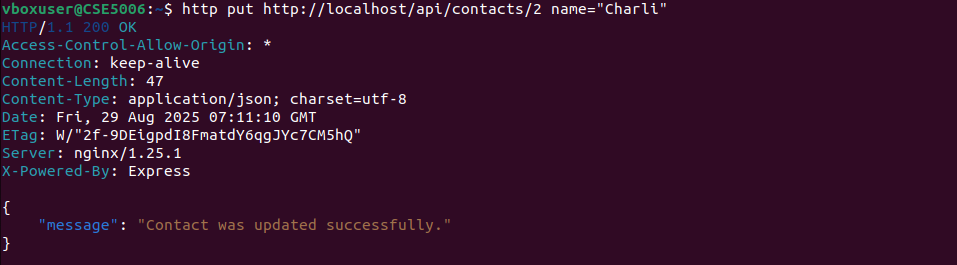 vboxuser@CSE5006:~$ http put http://localhost/api/contacts/2 name="Charli"
HTTP/1.1 200 OK
Access-Control-Allow-Origin: *
Connection: keep-alive
Content-Length: 47
Content-Type: application/json; charset=utf-8
Date: Fri, 29 Aug 2025 07:11:10 GMT
ETag: W/"2f-9DEigpdI8FmatdY6qgJYc7CM5hQ"
Server: nginx/1.25.1
X-Powered-By: Express
{
    "message": "Contact was updated successfully."
}